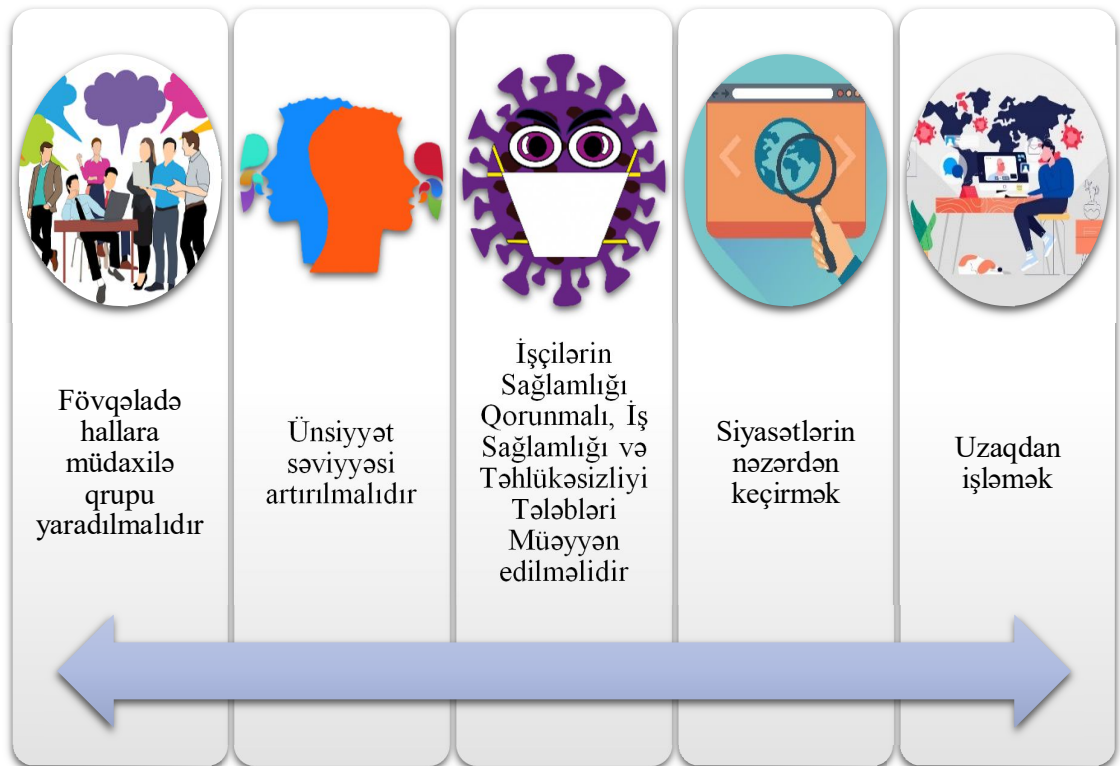 Fövqəladə
hallara
müdaxilə
qrupu
yaradılmalıdır
Ünsiyyət
səviyyəsi
artırılmalıdır
İşçilərin
Sağlamlığı
Qorunmalı, İş
Sağlamlığı və
Təhlükəsizliyi
Tələbləri
Müəyyən
edilməlidir
Siyasətlərin
nəzərdən
keçirmək
Uzaqdan
işləmək